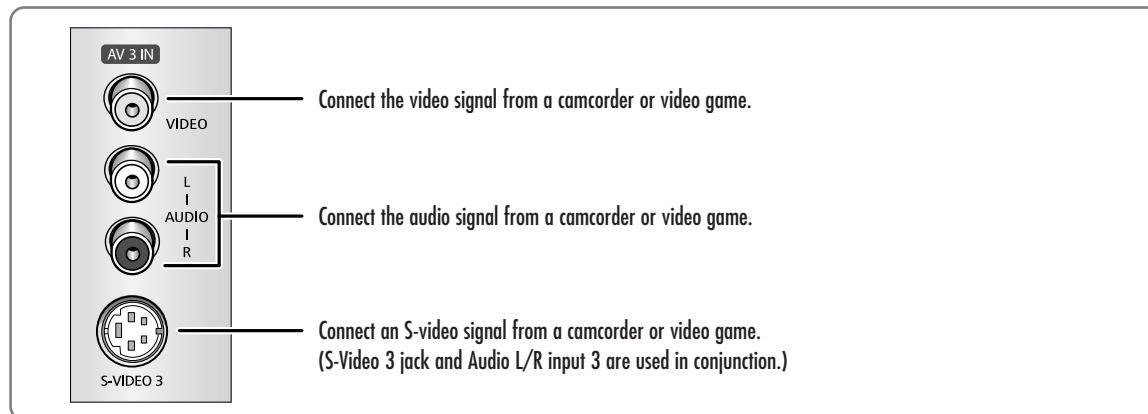 AV 3 IN
VIDEO
Connect the video signal from a camcorder or video game.
L
AUDIO
R
Connect the audio signal from a camcorder or video game.
Connect an S-video signal from a camcorder or video game.
(S-Video 3 jack and Audio L/R input 3 are used in conjunction.)
S-VIDEO 3